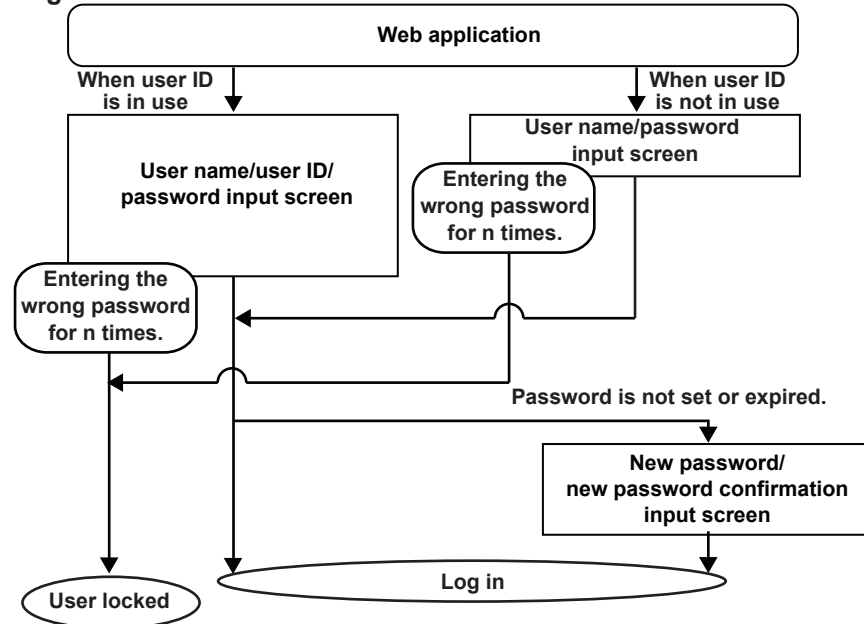 Web application
When user ID
is in use
When user ID
is not in use
User name/user ID/
password input screen
User name/password
input screen
Entering the
wrong password
for n times.
Entering the
wrong password
for n times.
Password is not set or expired.
New password/
new password confirmation
input screen
User locked
Log in